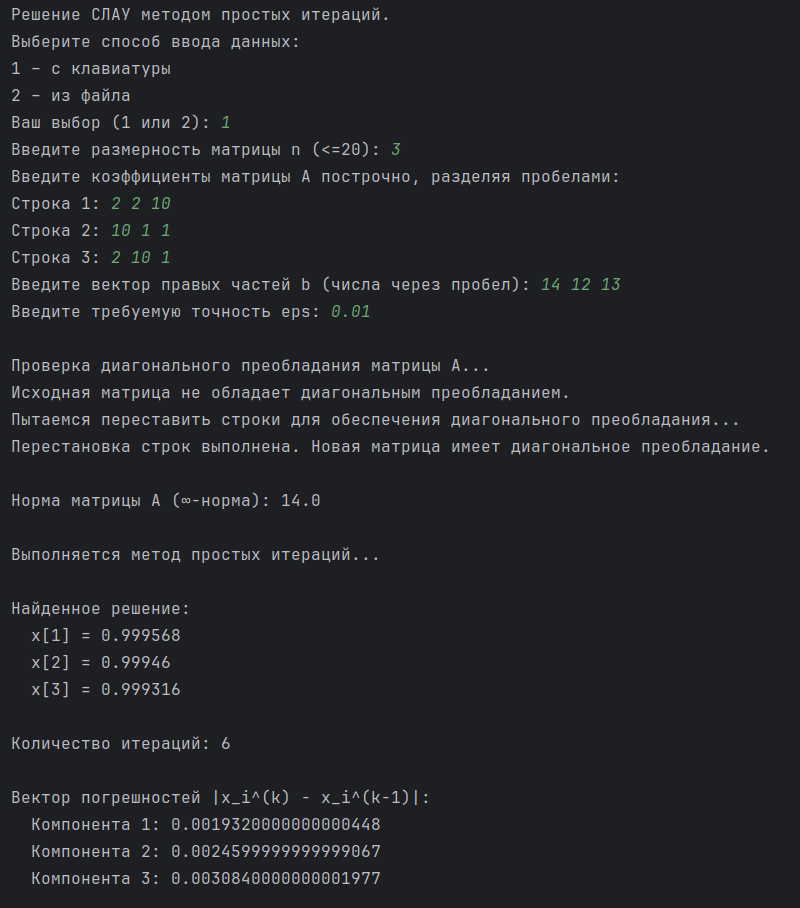 Решение СЛАУ методом простых итераций.
Выберите способ ввода данных:
1 – с клавиатуры
2 – из файла
Ваш выбор (1 или 2): 1
Введите размерность матрицы n (<=20): 3
Введите коэффициенты матрицы A построчно, разделяя пробелами:
Строка 1: 2 2 10
Строка 2: 10 1 1
Строка 3: 2 10 1
Введите вектор правых частей b (числа через пробел): 14 12 13
Введите требуемую точность eps: 0.01
Проверка диагонального преобладания матрицы A...
Исходная матрица не обладает диагональным преобладанием.
Пытаемся переставить строки для обеспечения диагонального преобладания...
Перестановка строк выполнена. Новая матрица имеет диагональное преобладание.
Норма матрицы A (∞-норма): 14.0
Выполняется метод простых итераций...
Найденное решение:
x[1] = 0.999568
x[2] = 0.99946
x[3] = 0.999316
Количество итераций: 6
Вектор погрешностей |x_i^(k) - x_i^(k-1)|:
Компонента 1: 0.0019320000000000448
Компонента 2: 0.0024599999999999067
Компонента 3: 0.0030840000000001977